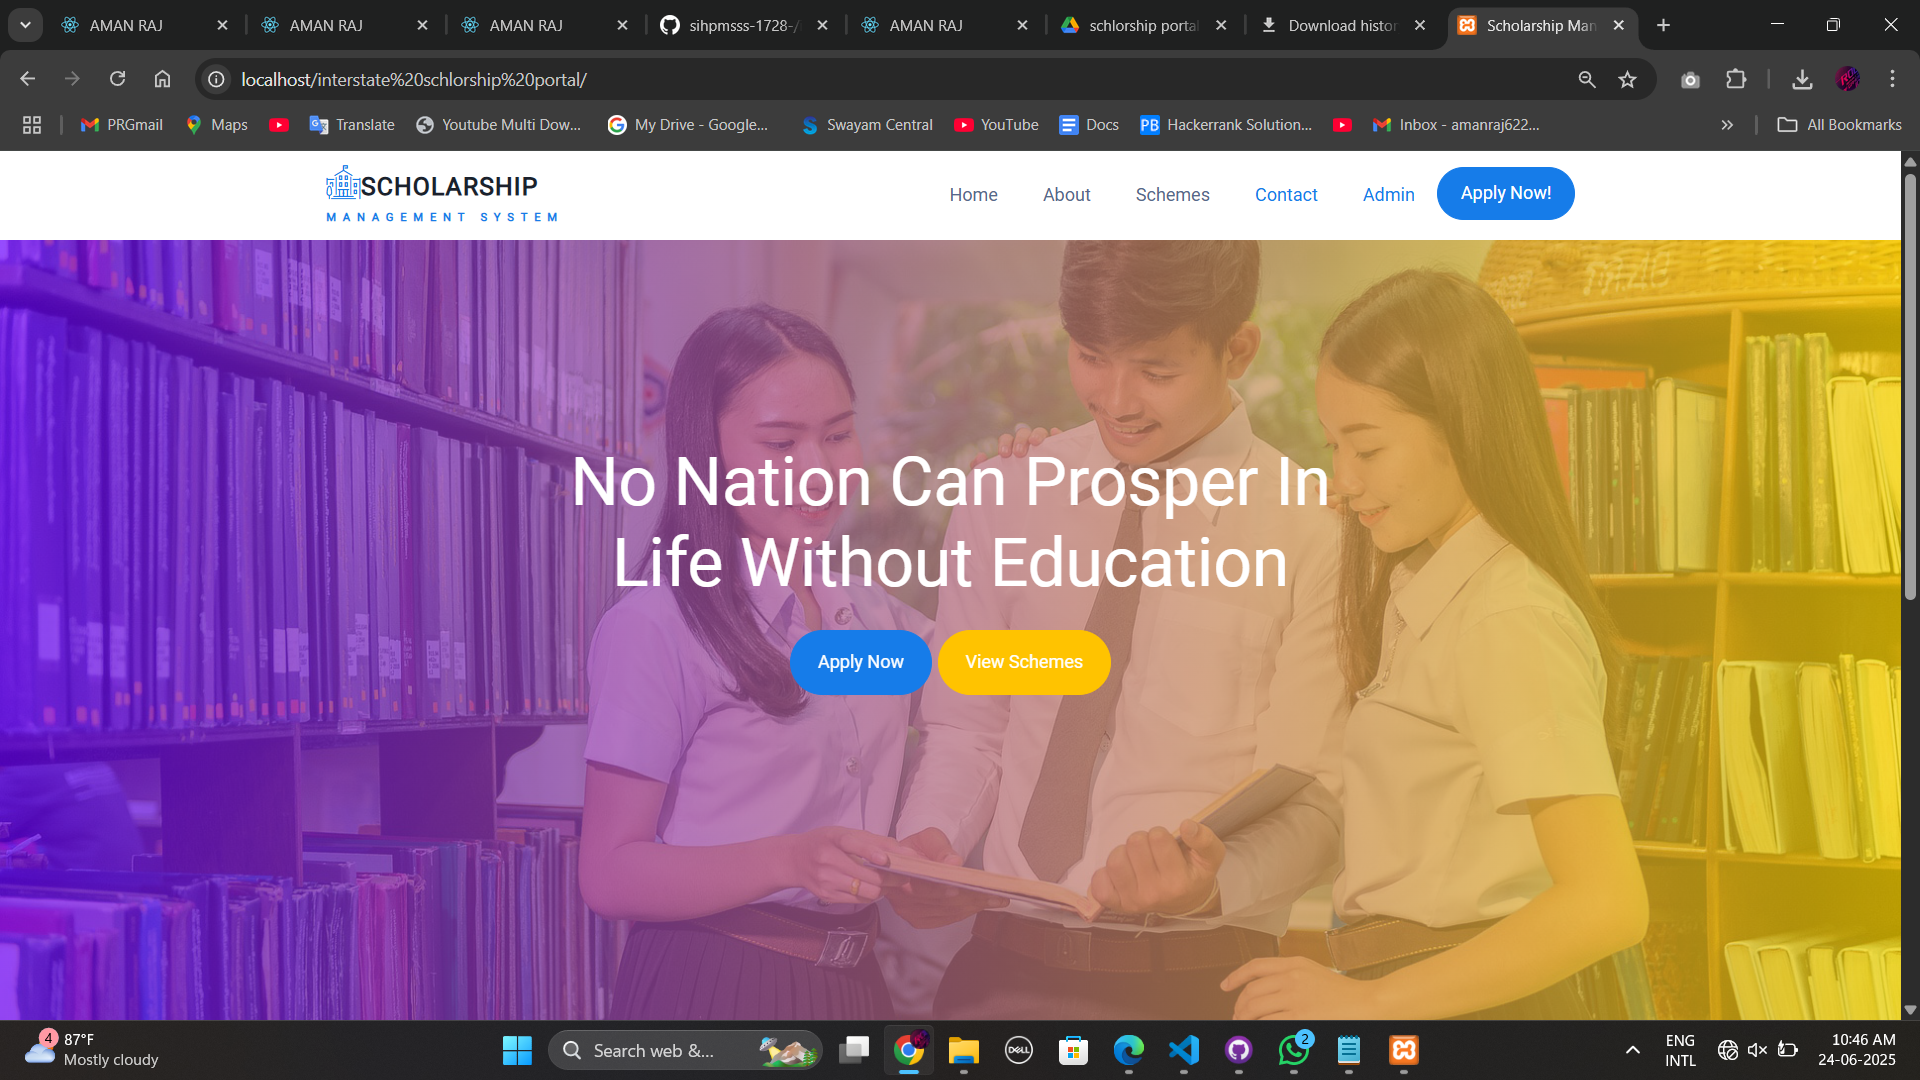 AMAN RAJ
AMAN RAJ
AMAN RAJ
sihpmsss-1728-/
AMAN RAJ
schlorship portal
Download histor
Scholarship Man
localhost/interstate%20schlorship%20portal/
PRGmail
Maps
Translate
Youtube Multi Dow...
My Drive - Google...
Swayam Central
YouTube
Docs
PB
Hackerrank Solution...
Inbox - amanraj622...
All Bookmarks
SCHOLARSHIP
MANAGEMENT SYSTEM
Home
About
Schemes
Contact
Admin
Apply Now!
No Nation Can Prosper In
Life Without Education
Apply Now
View Schemes
4
87°F
Mostly cloudy
Search web &...
DELL
2
ENG
INTL
10:46 AM
24-06-2025